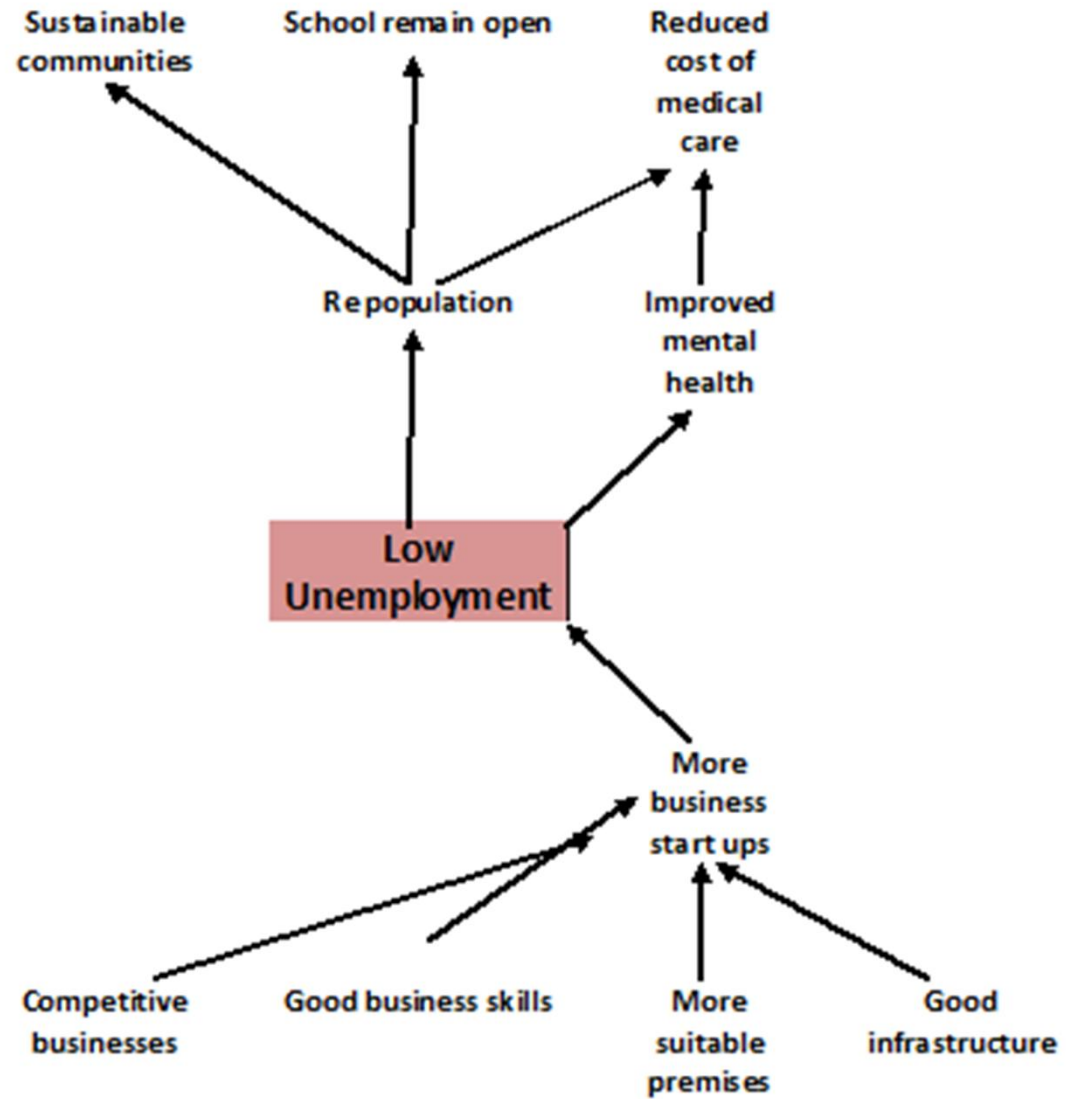 Sustainable
communities
School remain open
Reduced
cost of
medical
care
Repopulation
Improved
mental
health
Low
Unemployment
More
business
start ups
Competitive
businesses
Good business skills
More
suitable
premises
Good
infrastructure